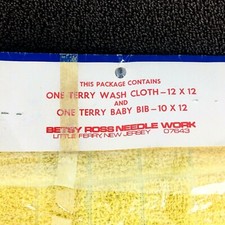 THIS PACKAGE CONTAINS
ONE TERRY WASH CLOTH – 12 X 12
AND
ONE TERRY BABY BIB – 10 X 12
BETSY ROSS NEEDLE WORK
LITTLE FERRY, NEW JERSEY 07643